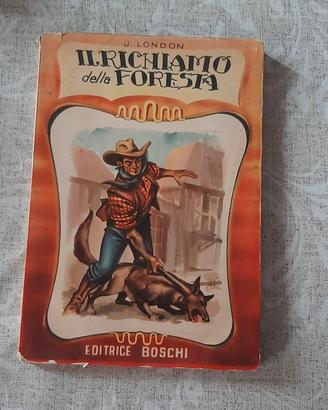 J. LONDON
IL RICHIAMO
della FORESTA
EDITRICE BOSCHI